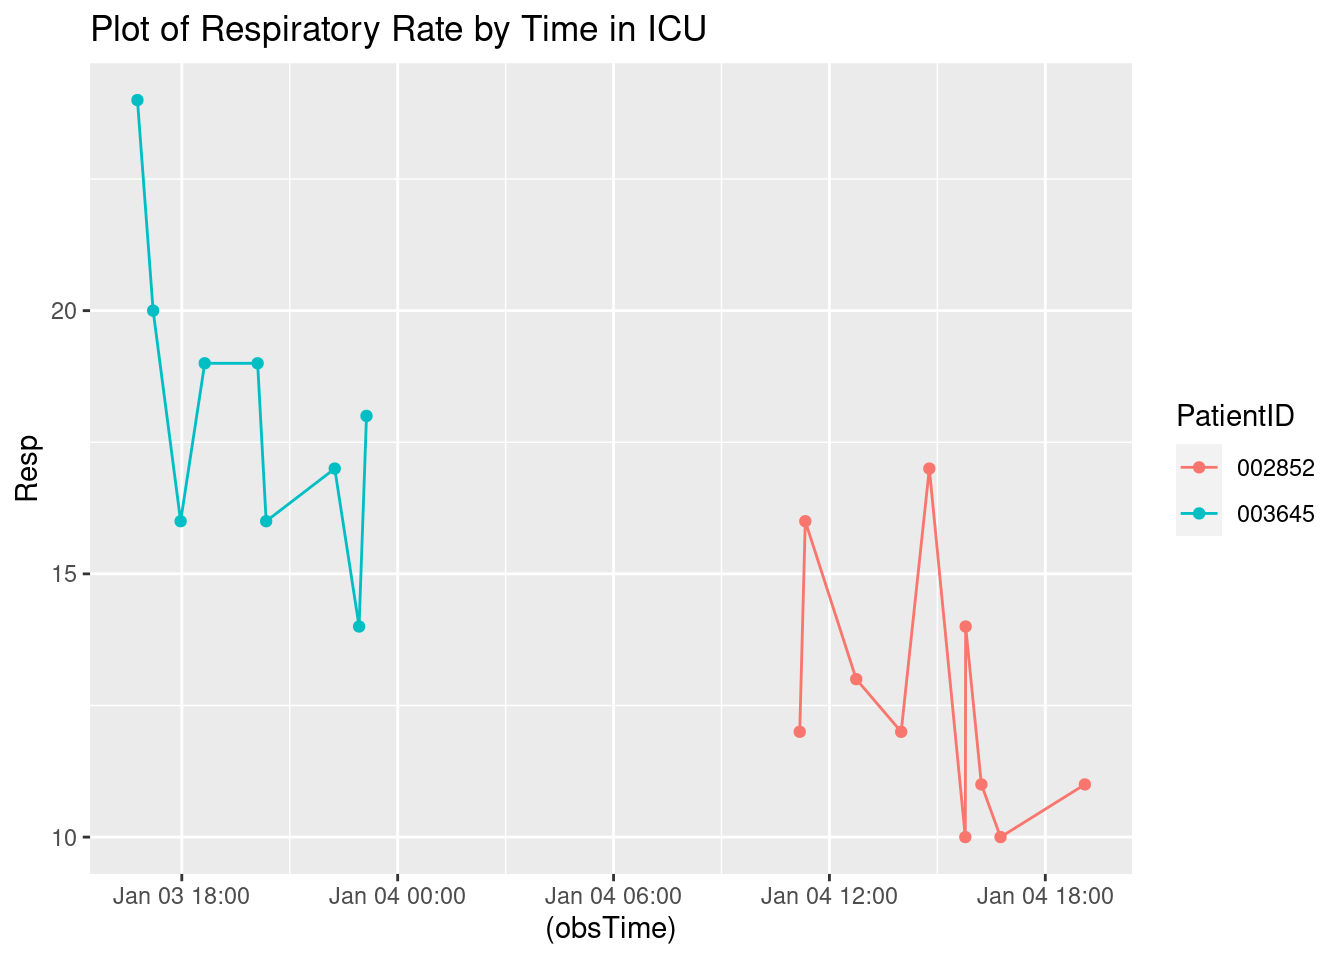 Plot of Respiratory Rate by Time in ICU
Resp
20
15
10
Jan 03 18:00 Jan 04 00:00 Jan 04 06:00 Jan 04 12:00 Jan 04 18:00
(obsTime)
PatientID
002852
003645